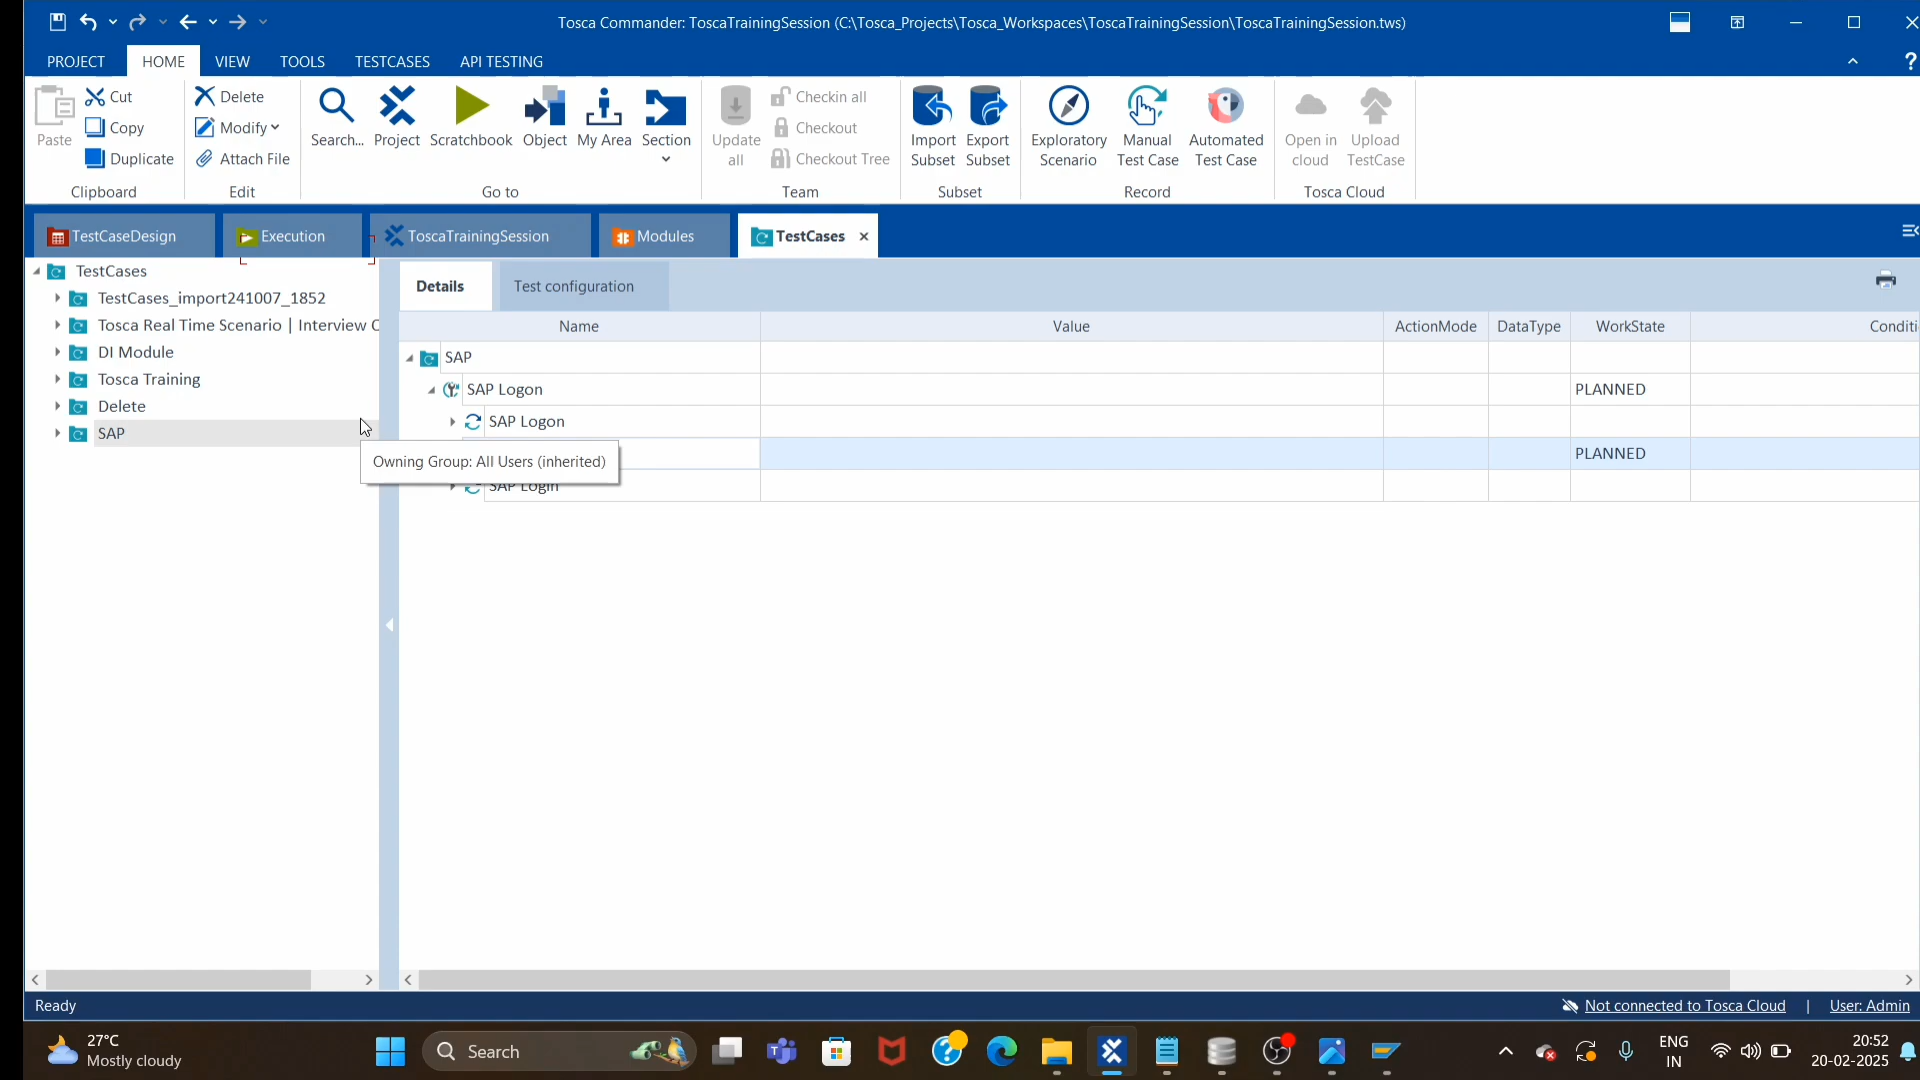 Tosca Commander: ToscaTrainingSession (C:\Tosca_Projects\Tosca_Workspaces\ToscaTrainingSession\ToscaTrainingSession.tws)
PROJECT HOME VIEW TOOLS TESTCASES API TESTING
Paste
Cut
Copy
Duplicate
Clipboard
Delete
Modify
Attach File
Edit
Search...
Project
Scratchbook
Object
My Area
Section
Go to
Update
all
Checkin all
Checkout
Checkout Tree
Team
Import
Subset
Export
Subset
Subset
Exploratory
Scenario
Manual
Test Case
Automated
Test Case
Record
Open in
cloud
Upload
TestCase
Tosca Cloud
TestCaseDesign Execution ToscaTrainingSession Modules TestCases
TestCases
TestCases_import241007_1852
Tosca Real Time Scenario | Interview
DI Module
Tosca Training
Delete
SAP
Details Test configuration
Name Value ActionMode DataType WorkState Conditi
SAP
SAP Logon PLANNED
SAP Logon
PLANNED
Owning Group: All Users (inherited)
SAP Login
Ready
Not connected to Tosca Cloud | User: Admin
27°C
Mostly cloudy
Search
ENG
IN
20:52
20-02-2025